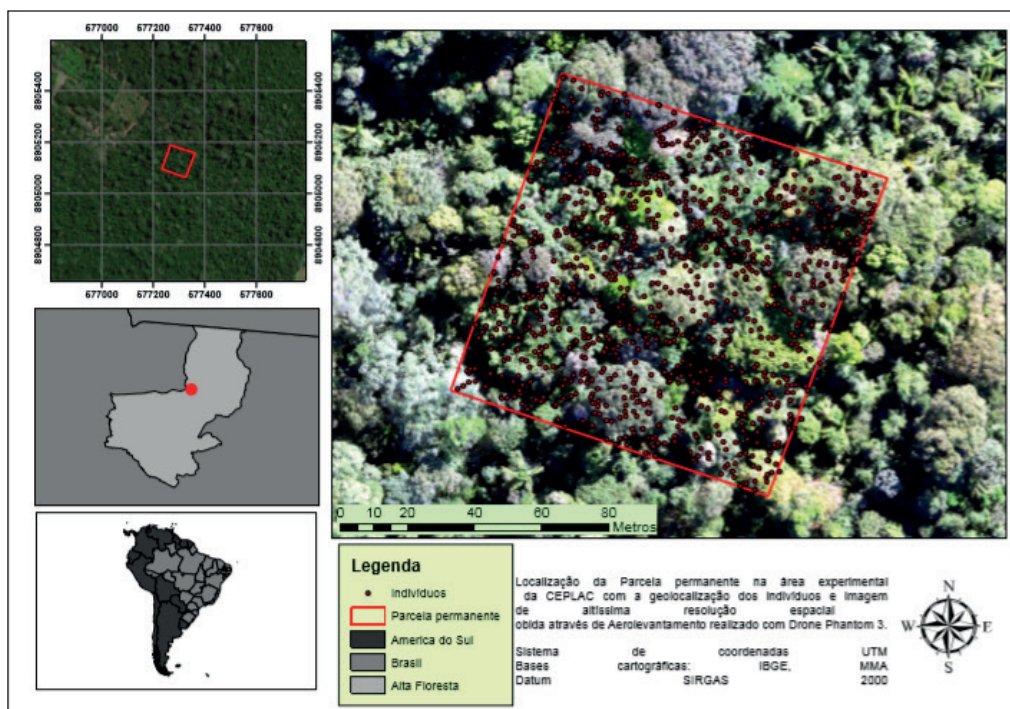 677000 677200 677400 677600
8905400 8905400
8905200 8905200
8905000 8905000
8904800 8904800
677000 677200 677400 677600
0 10 20 40 60 80
Metros
Legenda
Indivíduos
Parcela permanente
America do Sul
Brasil
Alta Floresta
Localização da Parcela permanente na área experimental
da CEPLAC com a geolocalização dos indivíduos e imagem
de altíssima resolução espacial
obida através de Aerolevantamento realizado com Drone Phantom 3.
Sistema de coordenadas UTM
Bases cartográficas: IBGE, MMA
Datum SIRGAS 2000
N
W E
S